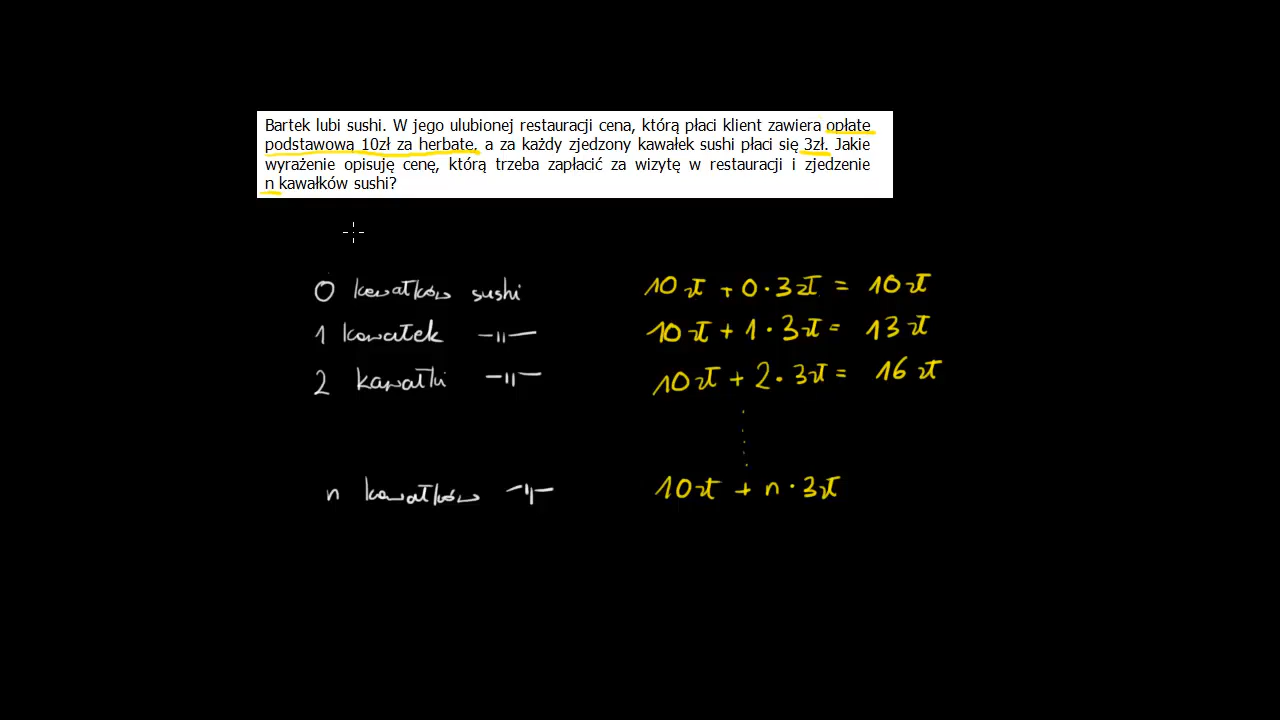 Bartek lubi sushi. W jego ulubionej restauracji cena, którą płaci klient zawiera opłatę
podstawową 10zł za herbatę, a za każdy zjedzony kawałek sushi płaci się 3zł. Jakie
wyrażenie opisuję cenę, którą trzeba zapłacić za wizytę w restauracji i zjedzenie
n kawałków sushi?
0 kawałków sushi 10 zł + 0 · 3 zł = 10 zł
1 kawałek -||- 10 zł + 1 · 3 zł = 13 zł
2 kawałki -||- 10 zł + 2 · 3 zł = 16 zł
n kawałków -||- 10 zł + n · 3 zł